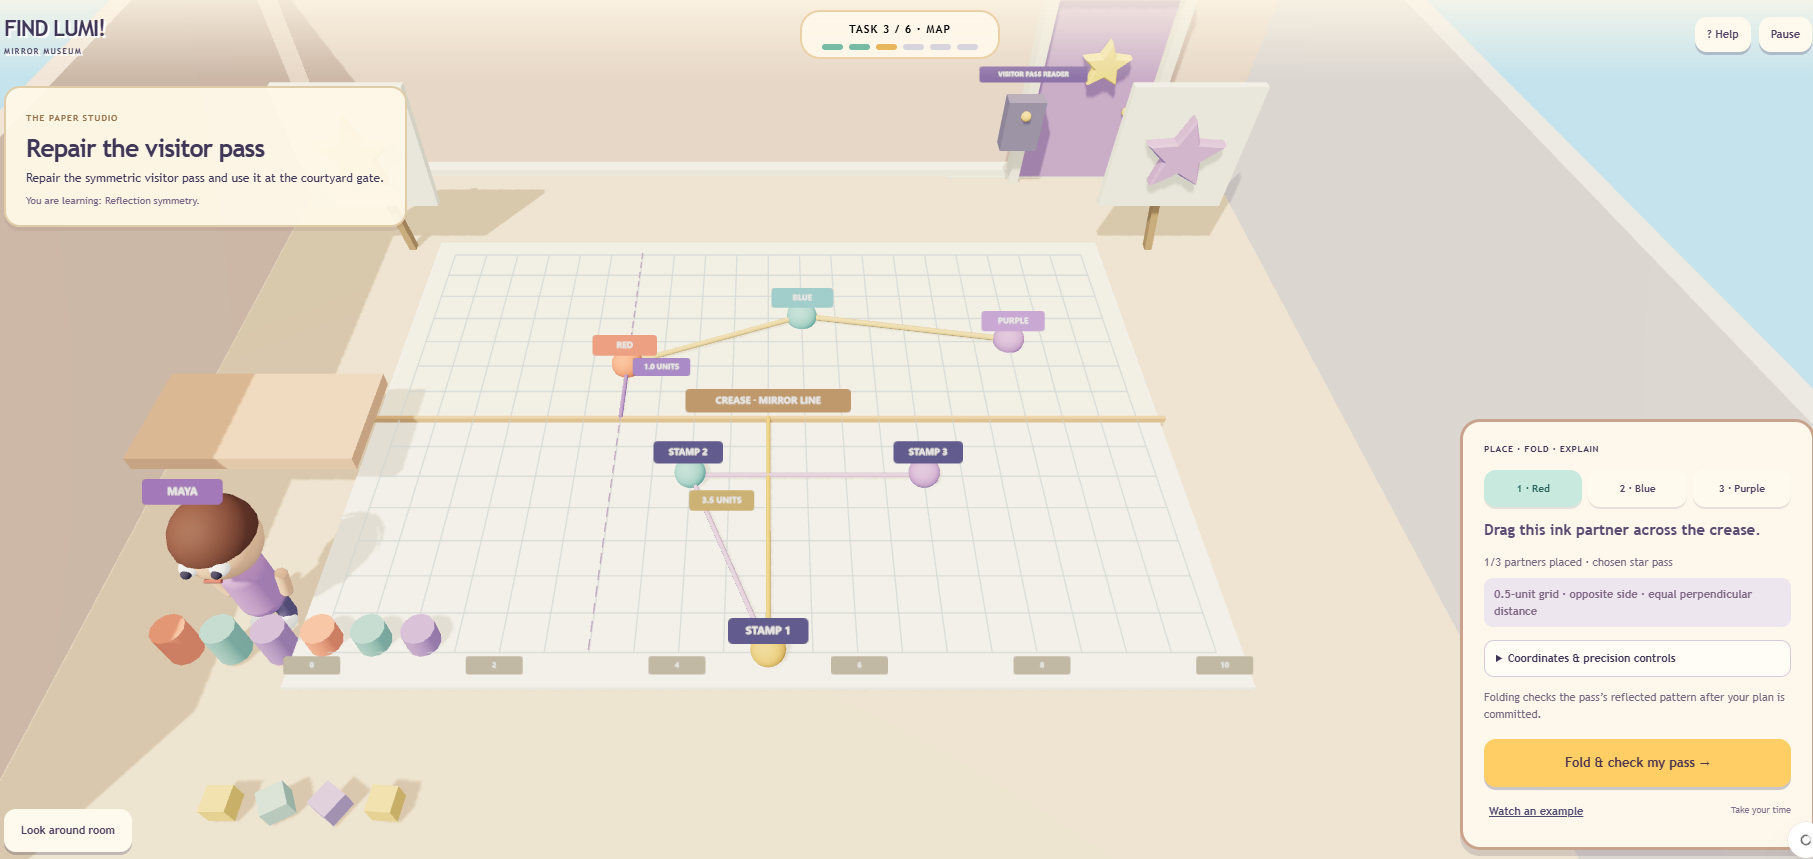 FIND LUMI!
MIRROR MUSEUM
TASK 3 / 6 · MAP
? Help
Pause
VISITOR PASS READER
THE PAPER STUDIO
Repair the visitor pass
Repair the symmetric visitor pass and use it at the courtyard gate.
You are learning: Reflection symmetry.
BLUE
PURPLE
RED
1.0 UNITS
CREASE · MIRROR LINE
STAMP 2
STAMP 3
MAYA
3.5 UNITS
STAMP 1
0
2
4
6
8
10
PLACE · FOLD · EXPLAIN
1 · Red
2 · Blue
3 · Purple
Drag this ink partner across the crease.
1/3 partners placed · chosen star pass
0.5-unit grid · opposite side · equal perpendicular
distance
▶ Coordinates & precision controls
Folding checks the pass’s reflected pattern after your plan is
committed.
Fold & check my pass →
Watch an example
Take your time
Look around room